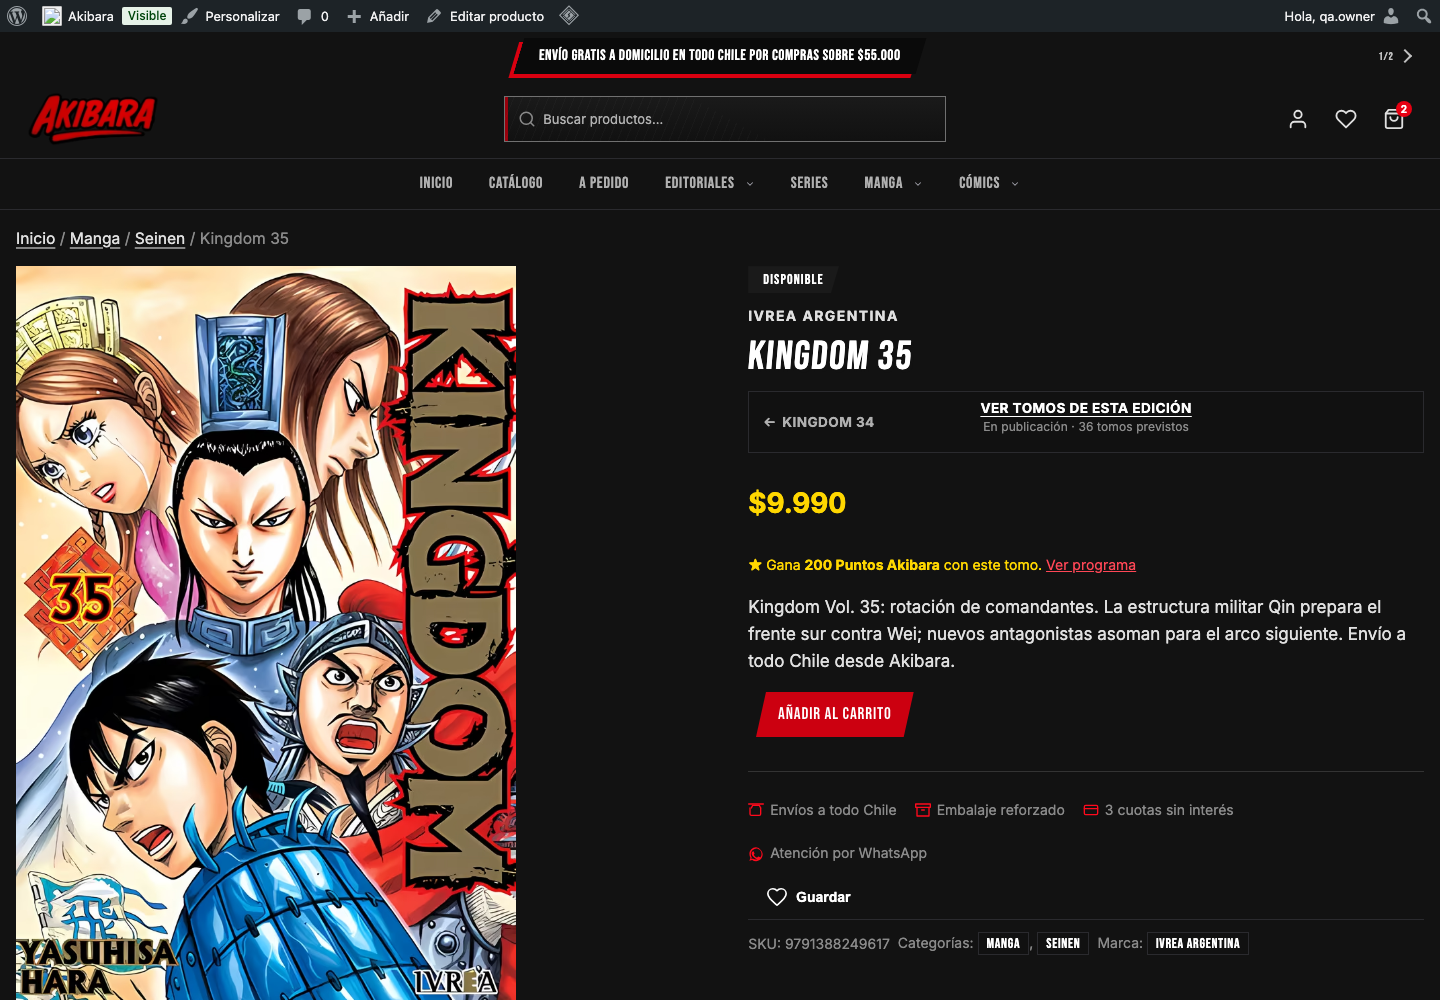 Akibara
Visible
Personalizar
0
Añadir
Editar producto
Hola, qa.owner
ENVÍO GRATIS A DOMICILIO EN TODO CHILE POR COMPRAS SOBRE $55.000
1/2
AKIBARA
Buscar productos...
2
INICIO
CATÁLOGO
A PEDIDO
EDITORIALES
SERIES
MANGA
CÓMICS
Inicio / Manga / Seinen / Kingdom 35
KINGDOM
35
YASUHISA
HARA
IVREA
DISPONIBLE
IVREA ARGENTINA
KINGDOM 35
← KINGDOM 34
VER TOMOS DE ESTA EDICIÓN
En publicación · 36 tomos previstos
$9.990
★ Gana 200 Puntos Akibara con este tomo. Ver programa
Kingdom Vol. 35: rotación de comandantes. La estructura militar Qin prepara el
frente sur contra Wei; nuevos antagonistas asoman para el arco siguiente. Envío a
todo Chile desde Akibara.
AÑADIR AL CARRITO
Envíos a todo Chile
Embalaje reforzado
3 cuotas sin interés
Atención por WhatsApp
Guardar
SKU: 9791388249617 Categorías: MANGA, SEINEN Marca: IVREA ARGENTINA